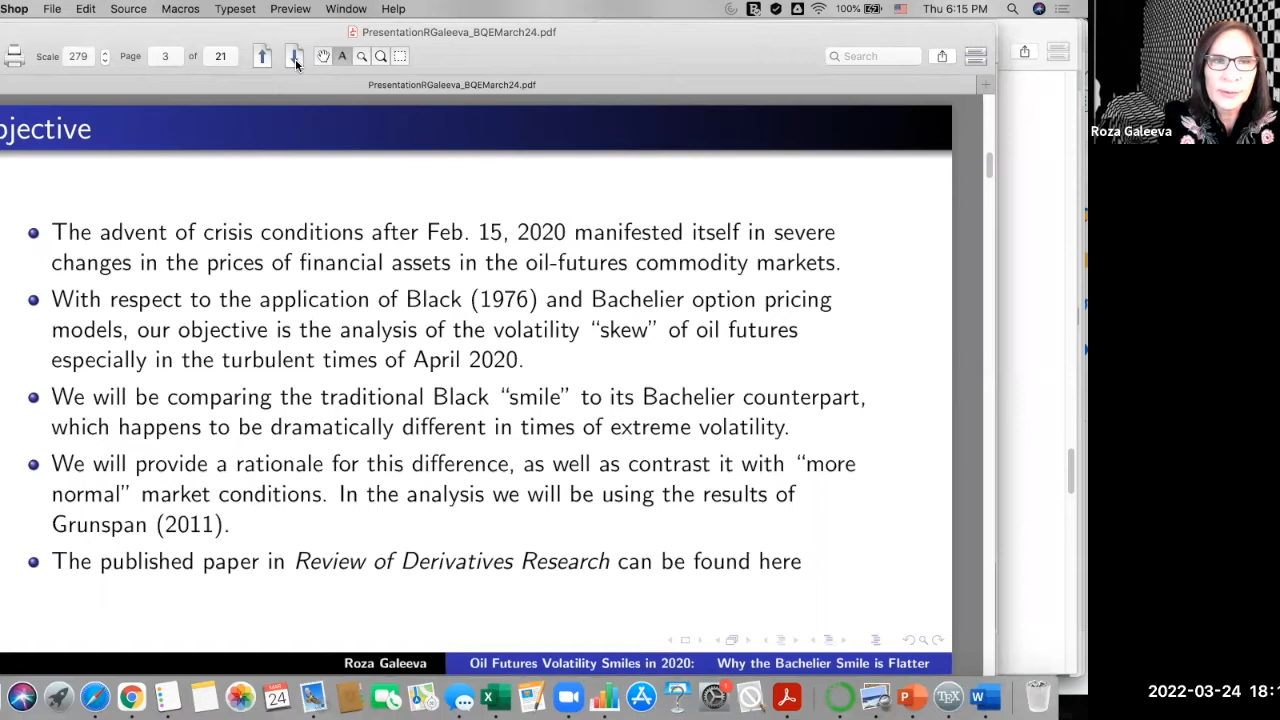 Shop File Edit Source Macros Typeset Preview Window Help 100% Thu 6:15 PM
PresentationRGaleeva_BQEMarch24.pdf
Scale 279 Page 3 of 21 A Search
PresentationRGaleeva_BQEMarch24.pdf
Roza Galeeva
bjective
The advent of crisis conditions after Feb. 15, 2020 manifested itself in severe
changes in the prices of financial assets in the oil-futures commodity markets.
With respect to the application of Black (1976) and Bachelier option pricing
models, our objective is the analysis of the volatility “skew” of oil futures
especially in the turbulent times of April 2020.
We will be comparing the traditional Black “smile” to its Bachelier counterpart,
which happens to be dramatically different in times of extreme volatility.
We will provide a rationale for this difference, as well as contrast it with “more
normal” market conditions. In the analysis we will be using the results of
Grunspan (2011).
The published paper in Review of Derivatives Research can be found here
Roza Galeeva Oil Futures Volatility Smiles in 2020: Why the Bachelier Smile is Flatter
MAR
24
1
TEX
2022-03-24 18:1